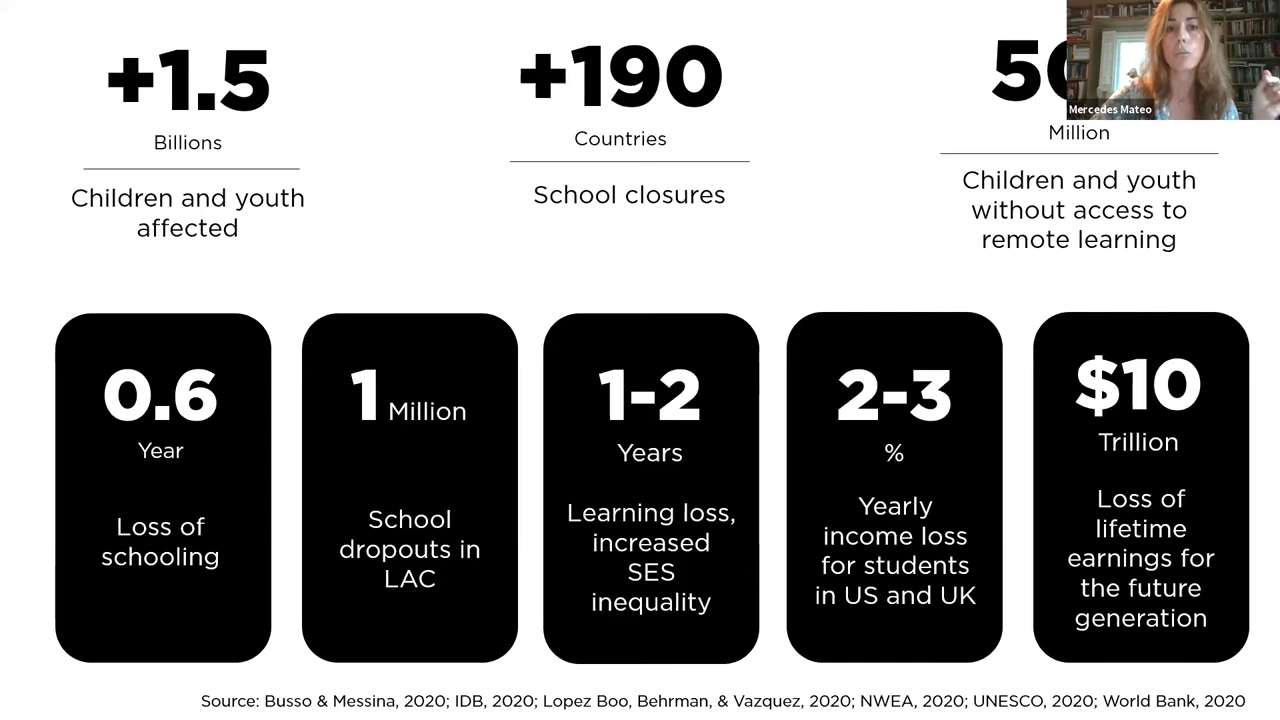 +1.5
Billions
Children and youth
affected
+190
Countries
School closures
Mercedes Mateo
Million
Children and youth
without access to
remote learning
0.6
Year
Loss of
schooling
1 Million
School
dropouts in
LAC
1-2
Years
Learning loss,
increased
SES
inequality
2-3
%
Yearly
income loss
for students
in US and UK
$10
Trillion
Loss of
lifetime
earnings for
the future
generation
Source: Busso & Messina, 2020; IDB, 2020; Lopez Boo, Behrman, & Vazquez, 2020; NWEA, 2020; UNESCO, 2020; World Bank, 2020